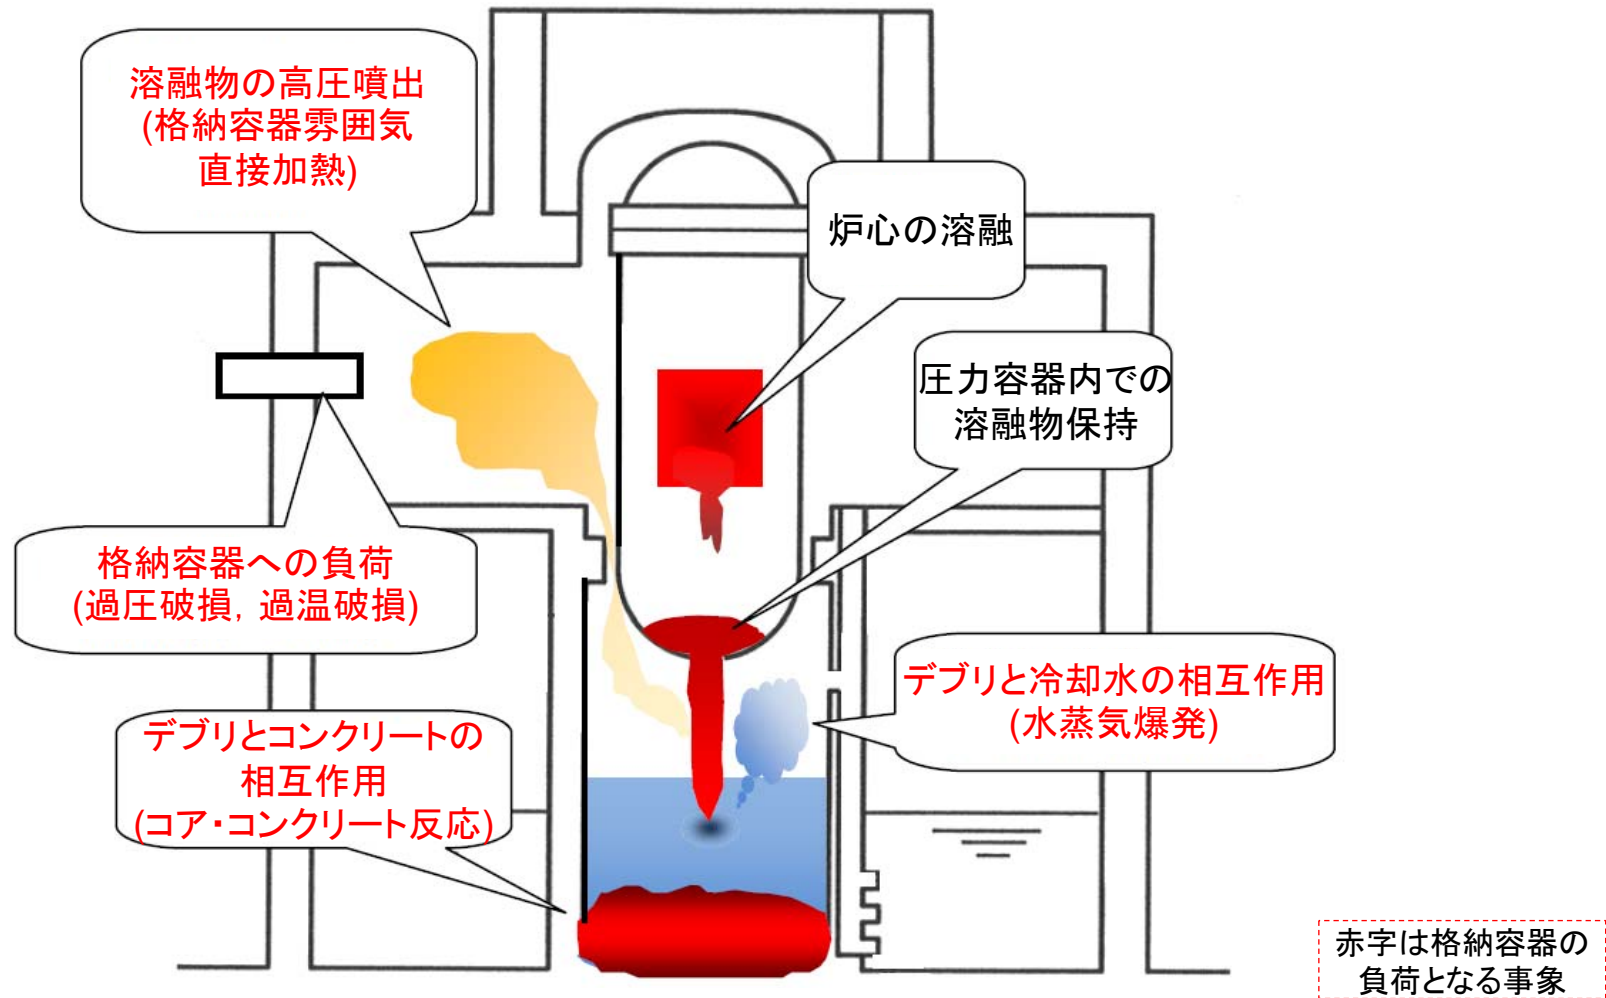 溶融物の高圧噴出
(格納容器雰囲気
直接加熱)
炉心の溶融
圧力容器内での
溶融物保持
格納容器への負荷
(過圧破損, 過温破損)
デブリと冷却水の相互作用
(水蒸気爆発)
デブリとコンクリートの
相互作用
(コア・コンクリート反応)
赤字は格納容器の
負荷となる事象